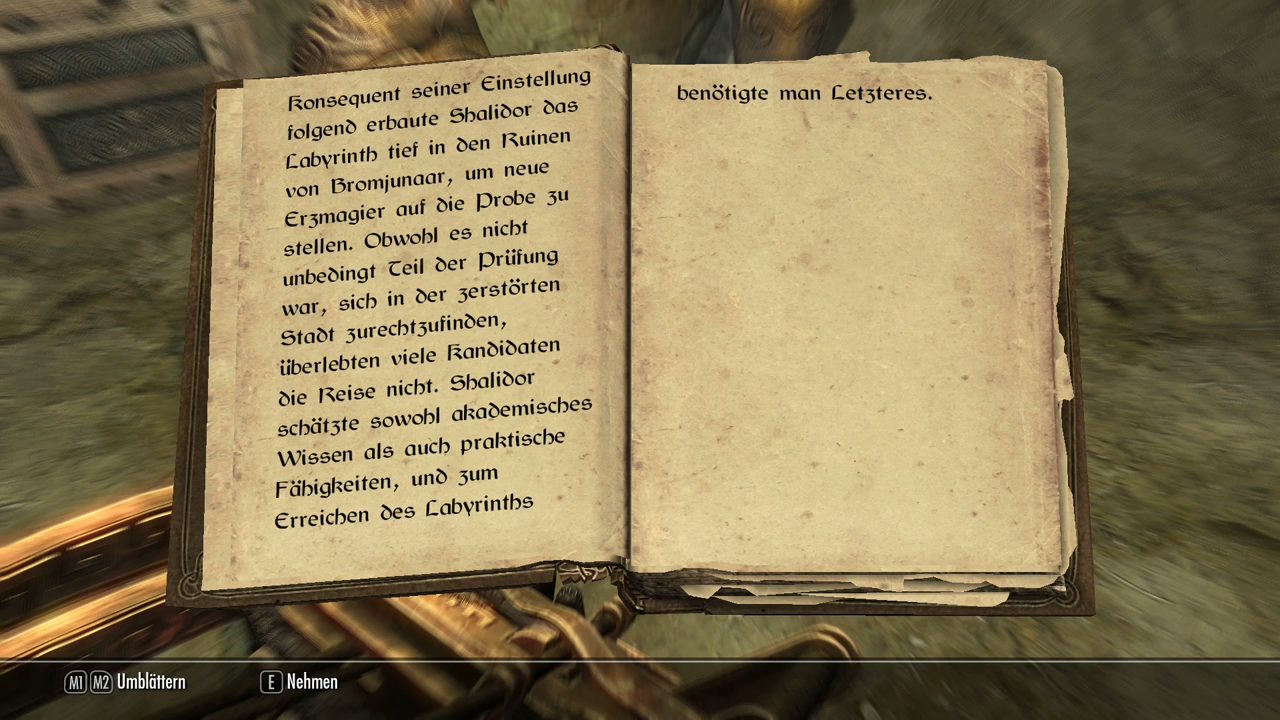 Konsequent seiner Einstellung
folgend erbaute Shalidor das
Labyrinth tief in den Ruinen
von Bromjunaar, um neue
Erzmagier auf die Probe zu
stellen. Obwohl es nicht
unbedingt Teil der Prüfung
war, sich in der zerstörten
Stadt zurechtzufinden,
überlebten viele Kandidaten
die Reise nicht. Shalidor
schätzte sowohl akademisches
Wissen als auch praktische
Fähigkeiten, und zum
Erreichen des Labyrinths
benötigte man Letzteres.
M1 M2 Umblättern
E Nehmen